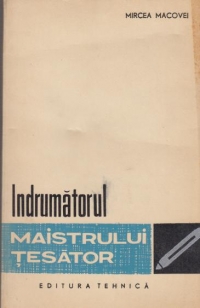 MIRCEA MACOVEI
Indrumătorul
MAISTRULUI
ȚESĂTOR
EDITURA TEHNICĂ